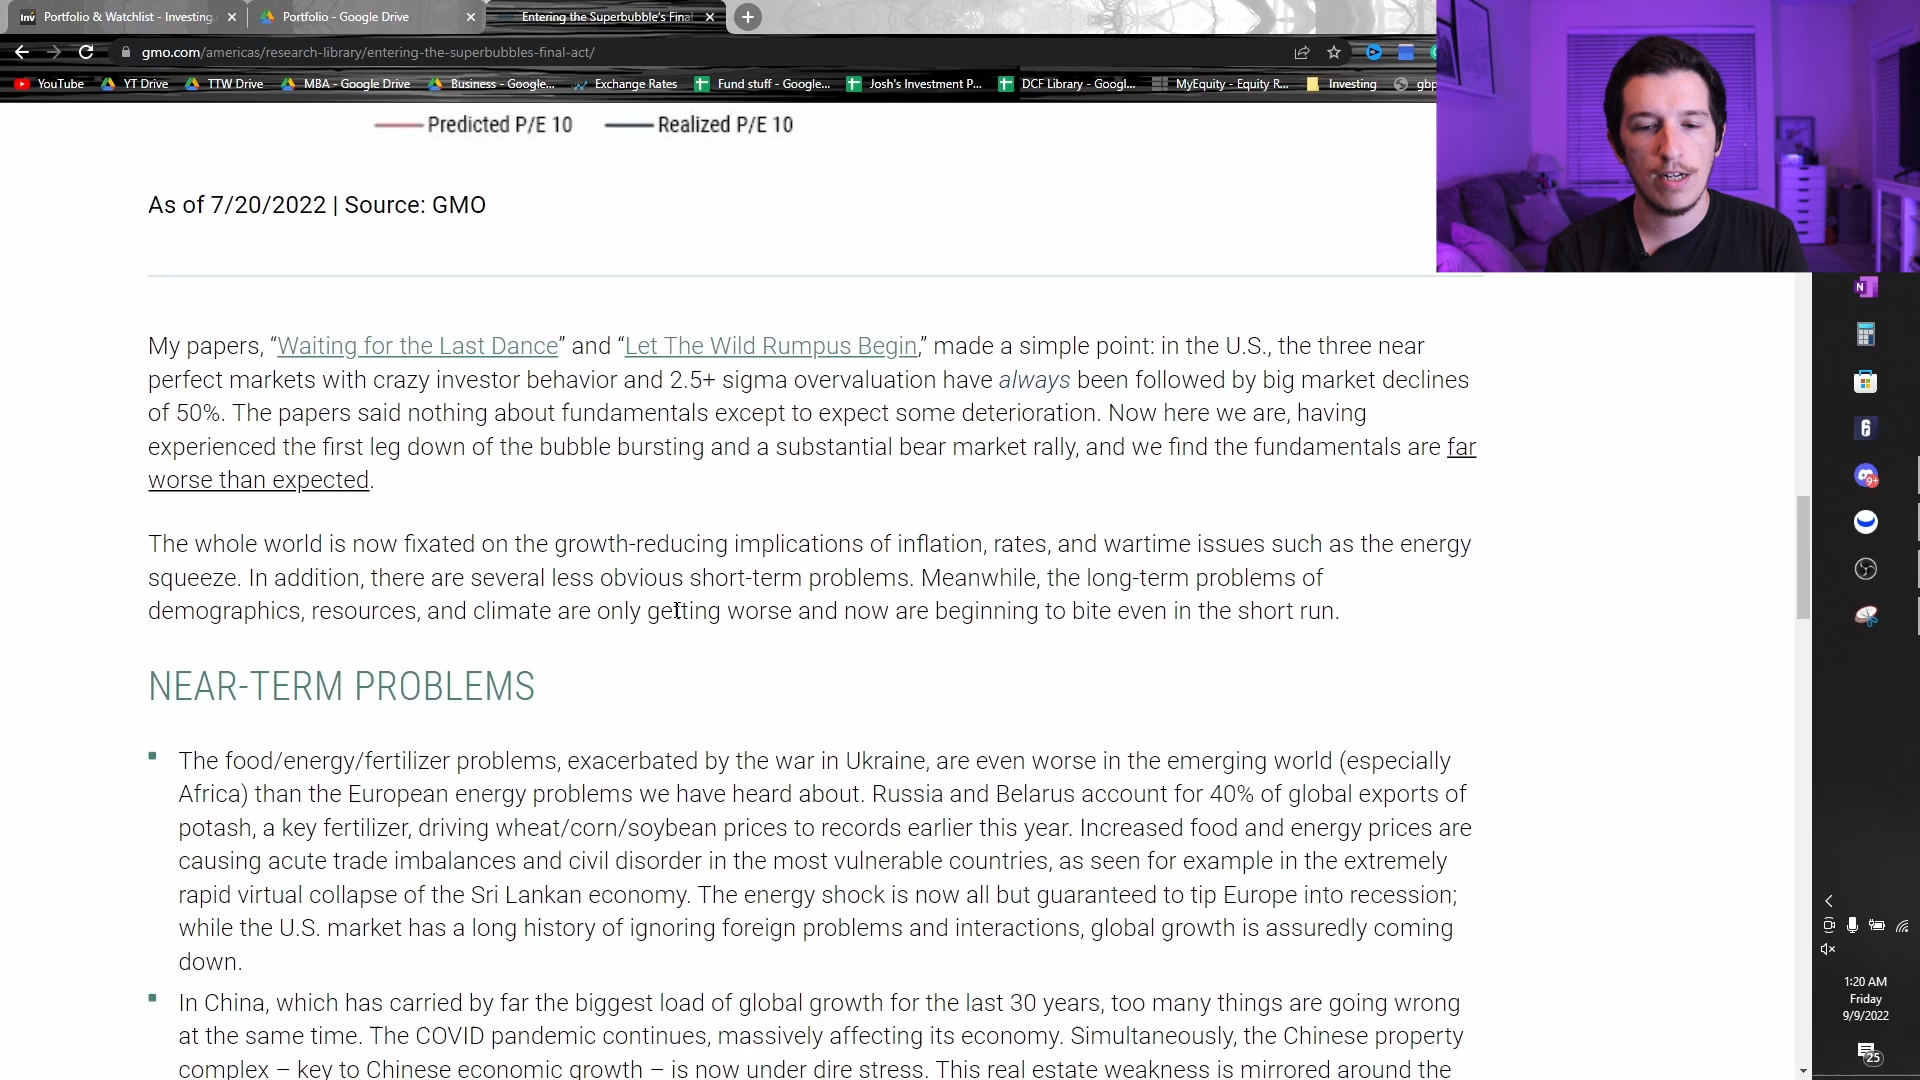 Portfolio & Watchlist - Investing.
Portfolio - Google Drive
Entering the Superbubble's Fina
gmo.com/americas/research-library/entering-the-superbubbles-final-act/
YouTube
YT Drive
TTW Drive
MBA - Google Drive
Business - Google...
Exchange Rates
Fund stuff - Google...
Josh's Investment P...
DCF Library - Googl...
MyEquity - Equity R...
Investing
gbp
Predicted P/E 10
Realized P/E 10
As of 7/20/2022 | Source: GMO
My papers, “Waiting for the Last Dance” and “Let The Wild Rumpus Begin,” made a simple point: in the U.S., the three near
perfect markets with crazy investor behavior and 2.5+ sigma overvaluation have always been followed by big market declines
of 50%. The papers said nothing about fundamentals except to expect some deterioration. Now here we are, having
experienced the first leg down of the bubble bursting and a substantial bear market rally, and we find the fundamentals are far
worse than expected.
The whole world is now fixated on the growth-reducing implications of inflation, rates, and wartime issues such as the energy
squeeze. In addition, there are several less obvious short-term problems. Meanwhile, the long-term problems of
demographics, resources, and climate are only getting worse and now are beginning to bite even in the short run.
NEAR-TERM PROBLEMS
The food/energy/fertilizer problems, exacerbated by the war in Ukraine, are even worse in the emerging world (especially
Africa) than the European energy problems we have heard about. Russia and Belarus account for 40% of global exports of
potash, a key fertilizer, driving wheat/corn/soybean prices to records earlier this year. Increased food and energy prices are
causing acute trade imbalances and civil disorder in the most vulnerable countries, as seen for example in the extremely
rapid virtual collapse of the Sri Lankan economy. The energy shock is now all but guaranteed to tip Europe into recession;
while the U.S. market has a long history of ignoring foreign problems and interactions, global growth is assuredly coming
down.
In China, which has carried by far the biggest load of global growth for the last 30 years, too many things are going wrong
at the same time. The COVID pandemic continues, massively affecting its economy. Simultaneously, the Chinese property
complex – key to Chinese economic growth – is now under dire stress. This real estate weakness is mirrored around the
1:20 AM
Friday
9/9/2022
25